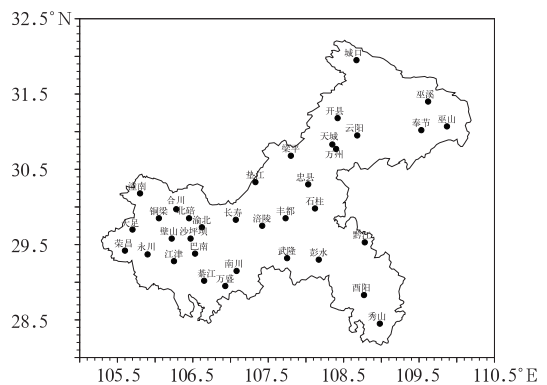 32.5°N
城口
31.5
巫溪
开县
奉节 巫山
天城 云阳
万州
梁平
30.5
垫江 忠县
潼南
合川 石柱
铜梁 北碚 长寿 丰都
渝北 涪陵
大足
29.5
璧山 沙坪坝 黔江
荣昌 永川 巴南 武隆 彭水
江津
南川
綦江 万盛
酉阳
28.5
秀山
105.5 106.5 107.5 108.5 109.5 110.5°E